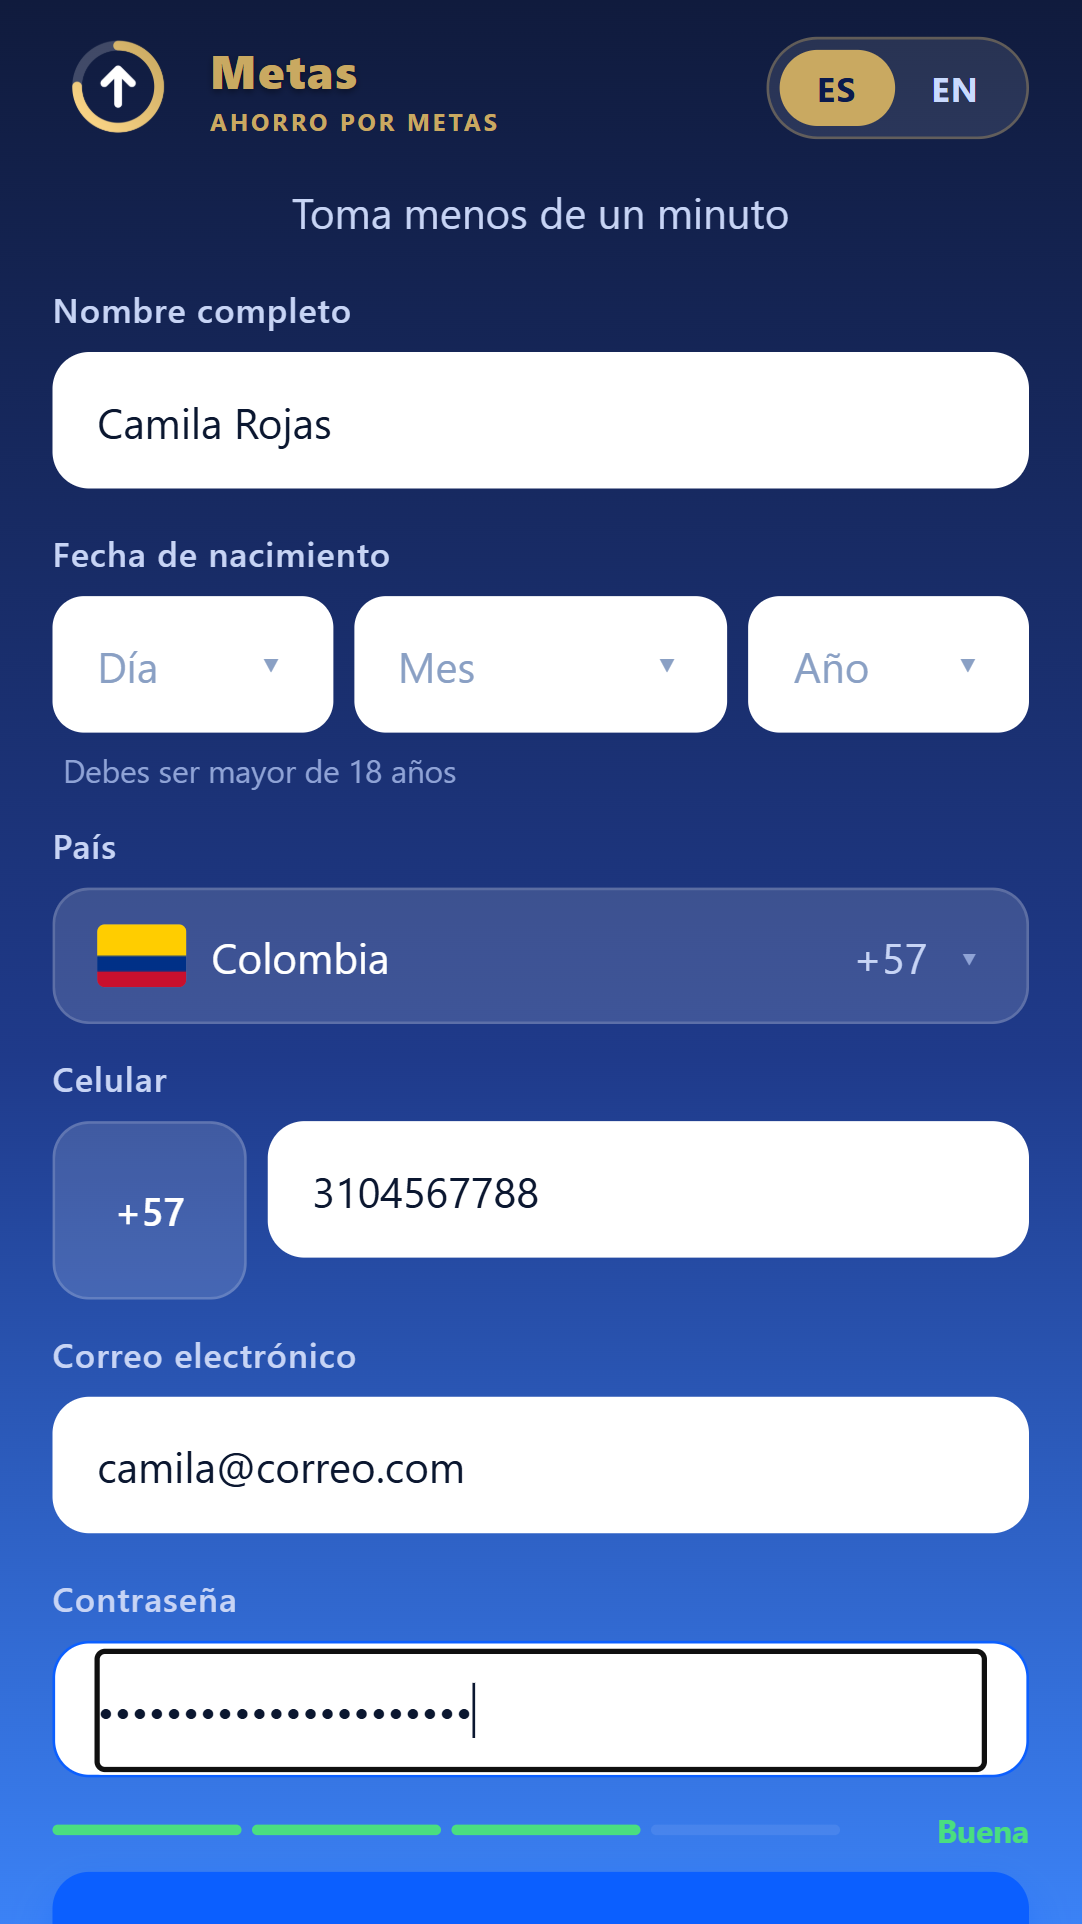 Metas
AHORRO POR METAS
ES EN
Toma menos de un minuto
Nombre completo
Camila Rojas
Fecha de nacimiento
Día Mes Año
Debes ser mayor de 18 años
País
Colombia +57
Celular
+57 3104567788
Correo electrónico
camila@correo.com
Contraseña
••••••••••••••••••••••
Buena